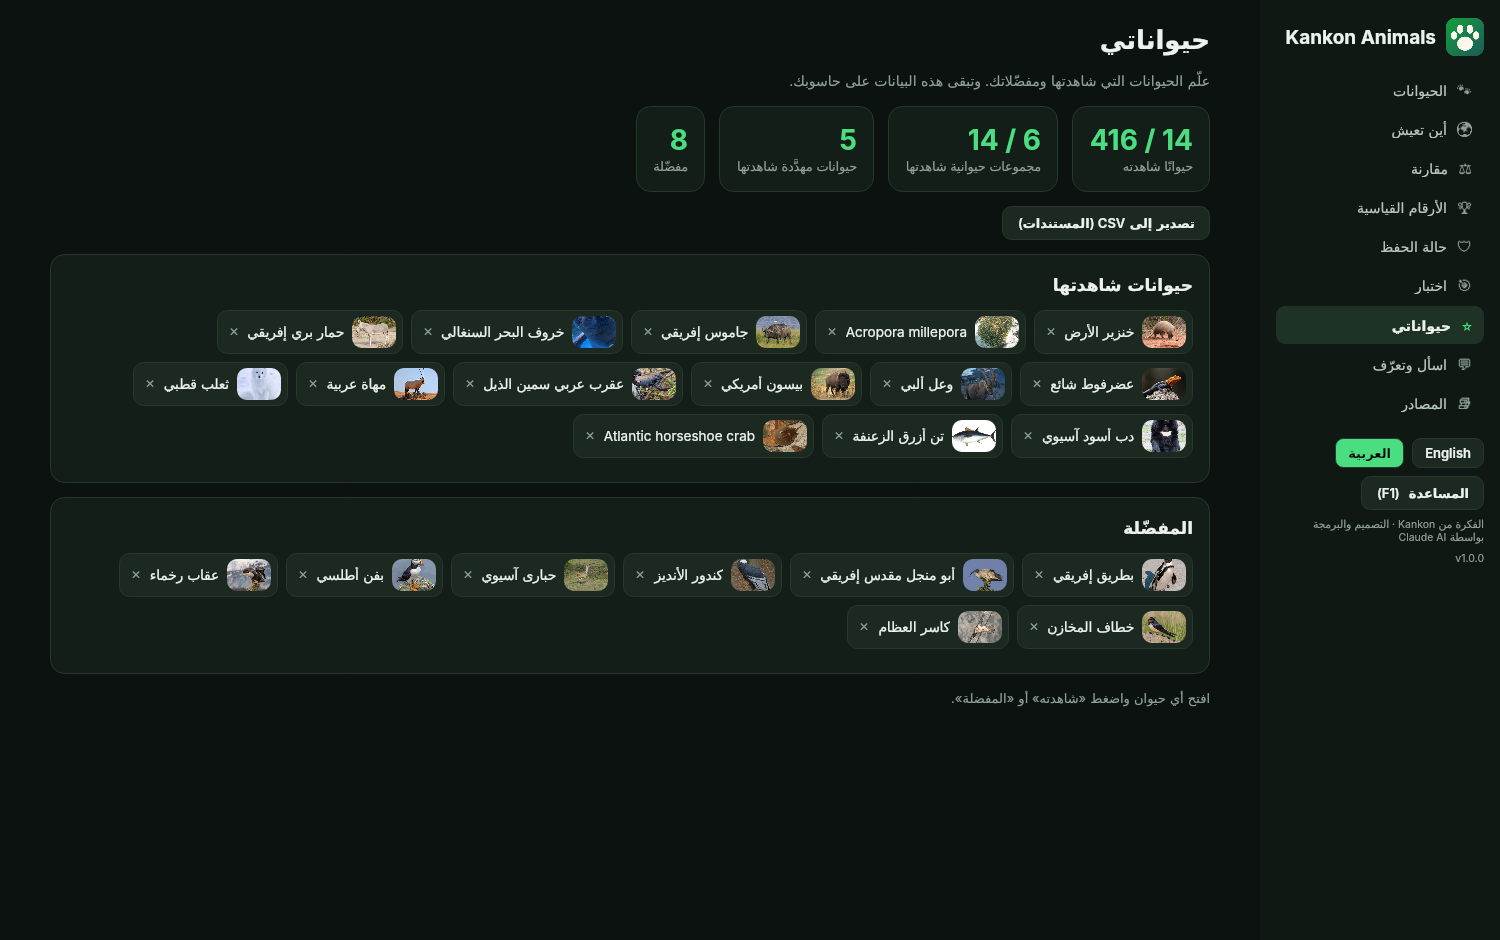 Kankon Animals
الحيوانات
أين تعيش
مقارنة
الأرقام القياسية
حالة الحفظ
اختبار
حيواناتي
اسأل وتعرّف
المصادر
English
العربية
المساعدة (F1)
الفكرة من Kankon · التصميم والبرمجة
بواسطة Claude AI
v1.0.0
حيواناتي
علّم الحيوانات التي شاهدتها ومفضّلاتك. وتبقى هذه البيانات على حاسوبك.
14 / 416
حيوانًا شاهدته
6 / 14
مجموعات حيوانية شاهدتها
5
حيوانات مهدَّدة شاهدتها
8
مفضّلة
تصدير إلى CSV (المستندات)
حيوانات شاهدتها
خنزير الأرض ✕ Acropora millepora ✕ جاموس إفريقي ✕ خروف البحر السنغالي ✕ حمار بري إفريقي ✕
عضرفوط شائع ✕ وعل ألبي ✕ بيسون أمريكي ✕ عقرب عربي سمين الذيل ✕ مهاة عربية ✕ ثعلب قطبي ✕
دب أسود آسيوي ✕ تن أزرق الزعنفة ✕ Atlantic horseshoe crab ✕
المفضّلة
بطريق إفريقي ✕ أبو منجل مقدس إفريقي ✕ كندور الأنديز ✕ حبارى آسيوي ✕ بفن أطلسي ✕ عقاب رخماء ✕
خطاف المخازن ✕ كاسر العظام ✕
افتح أي حيوان واضغط «شاهدته» أو «المفضلة».